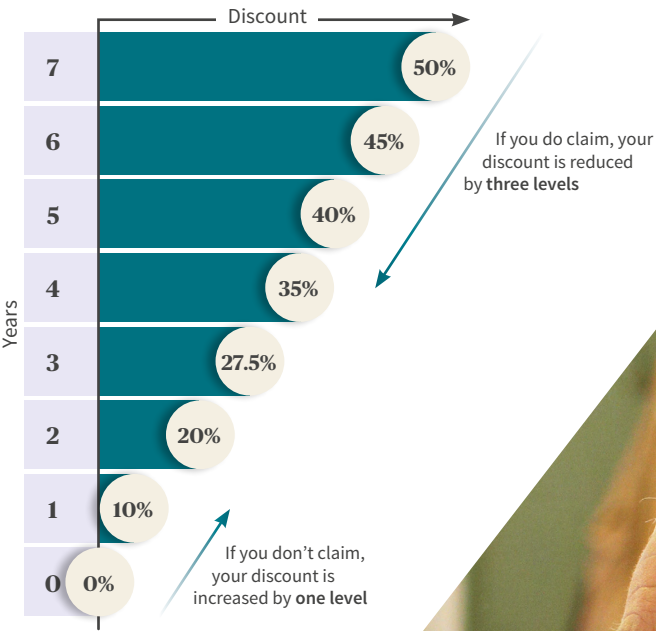 Discount
7
50%
6
45%
If you do claim, your
discount is reduced
by three levels
5
40%
4
35%
Years
3
27.5%
2
20%
1
10%
If you don’t claim,
your discount is
increased by one level
0
0%